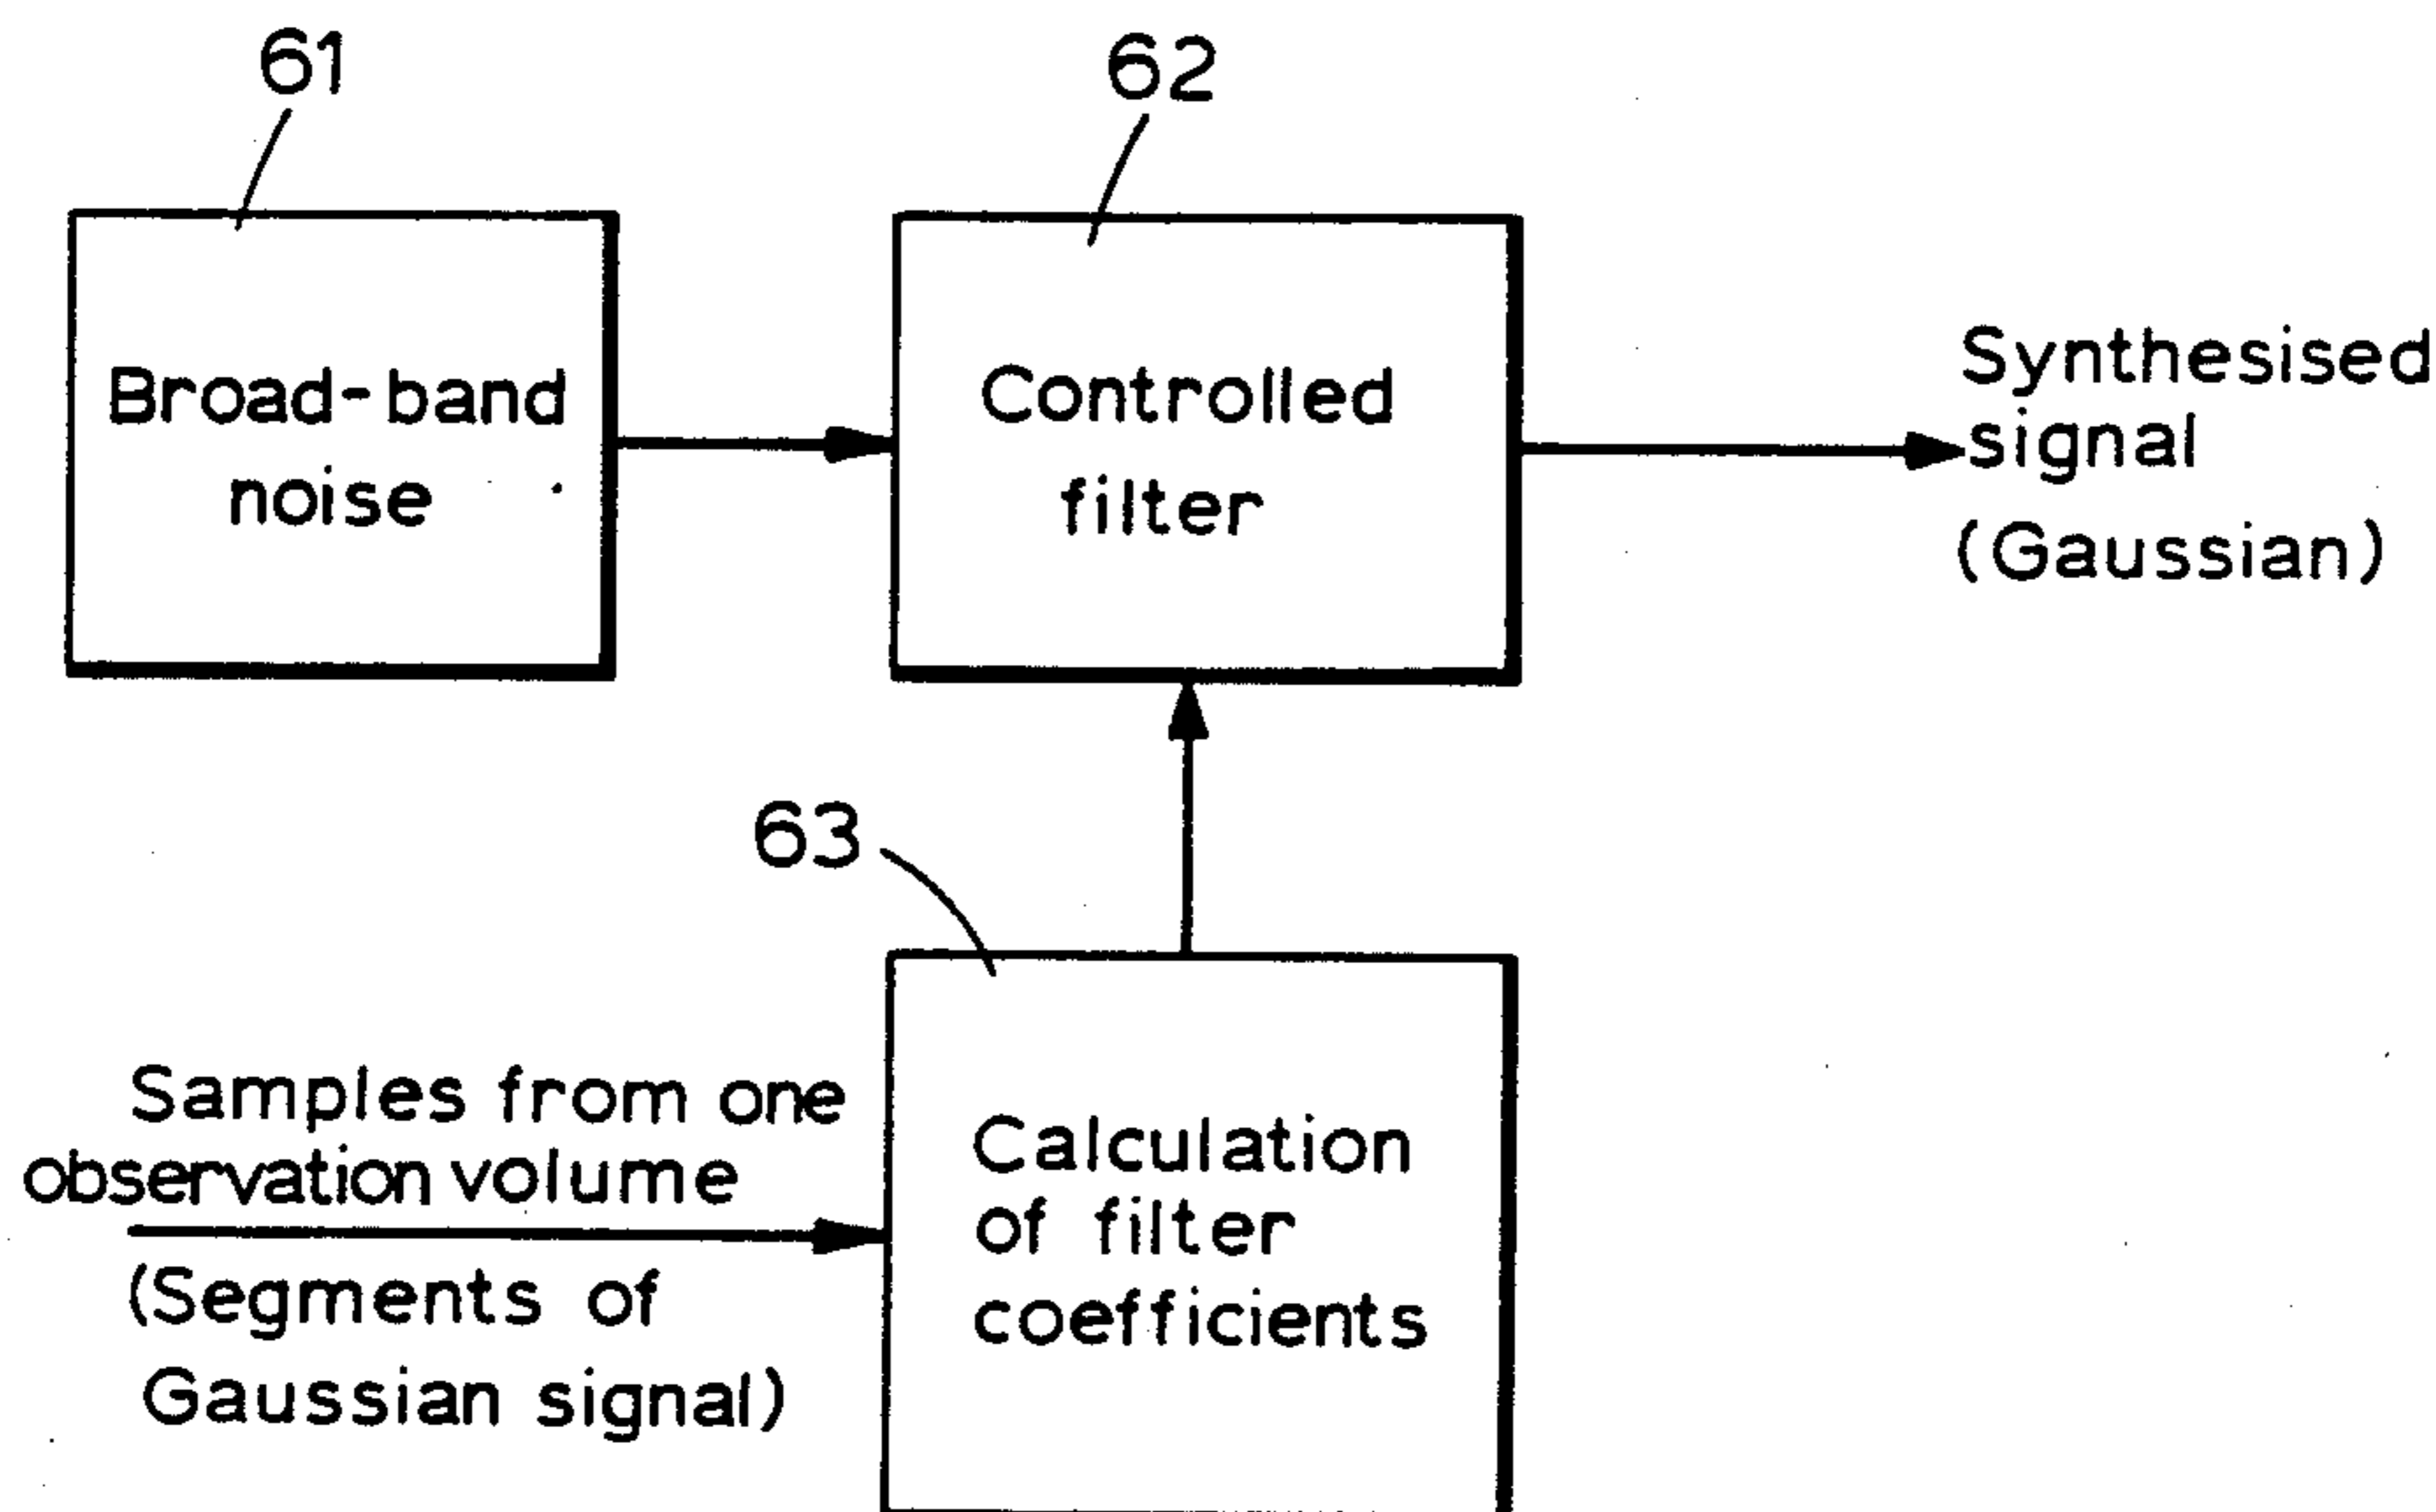 61
62
Broad-band
noise
Controlled
filter
Synthesised
signal
(Gaussian)
63
Samples from one
observation volume
(Segments of
Gaussian signal)
Calculation
of filter
coefficients